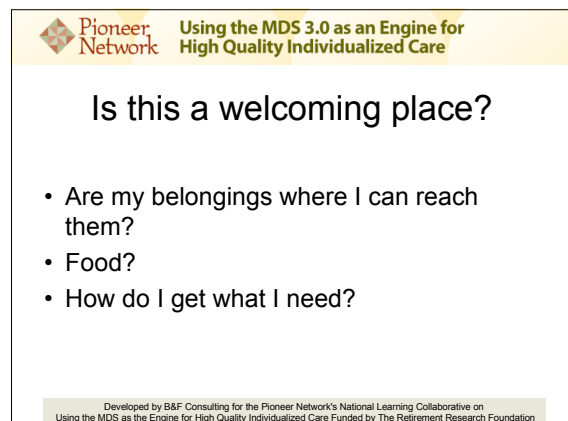 Pioneer Network
Using the MDS 3.0 as an Engine for
High Quality Individualized Care
Is this a welcoming place?
• Are my belongings where I can reach
them?
• Food?
• How do I get what I need?
Developed by B&F Consulting for the Pioneer Network's National Learning Collaborative on
Using the MDS as the Engine for High Quality Individualized Care Funded by The Retirement Research Foundation